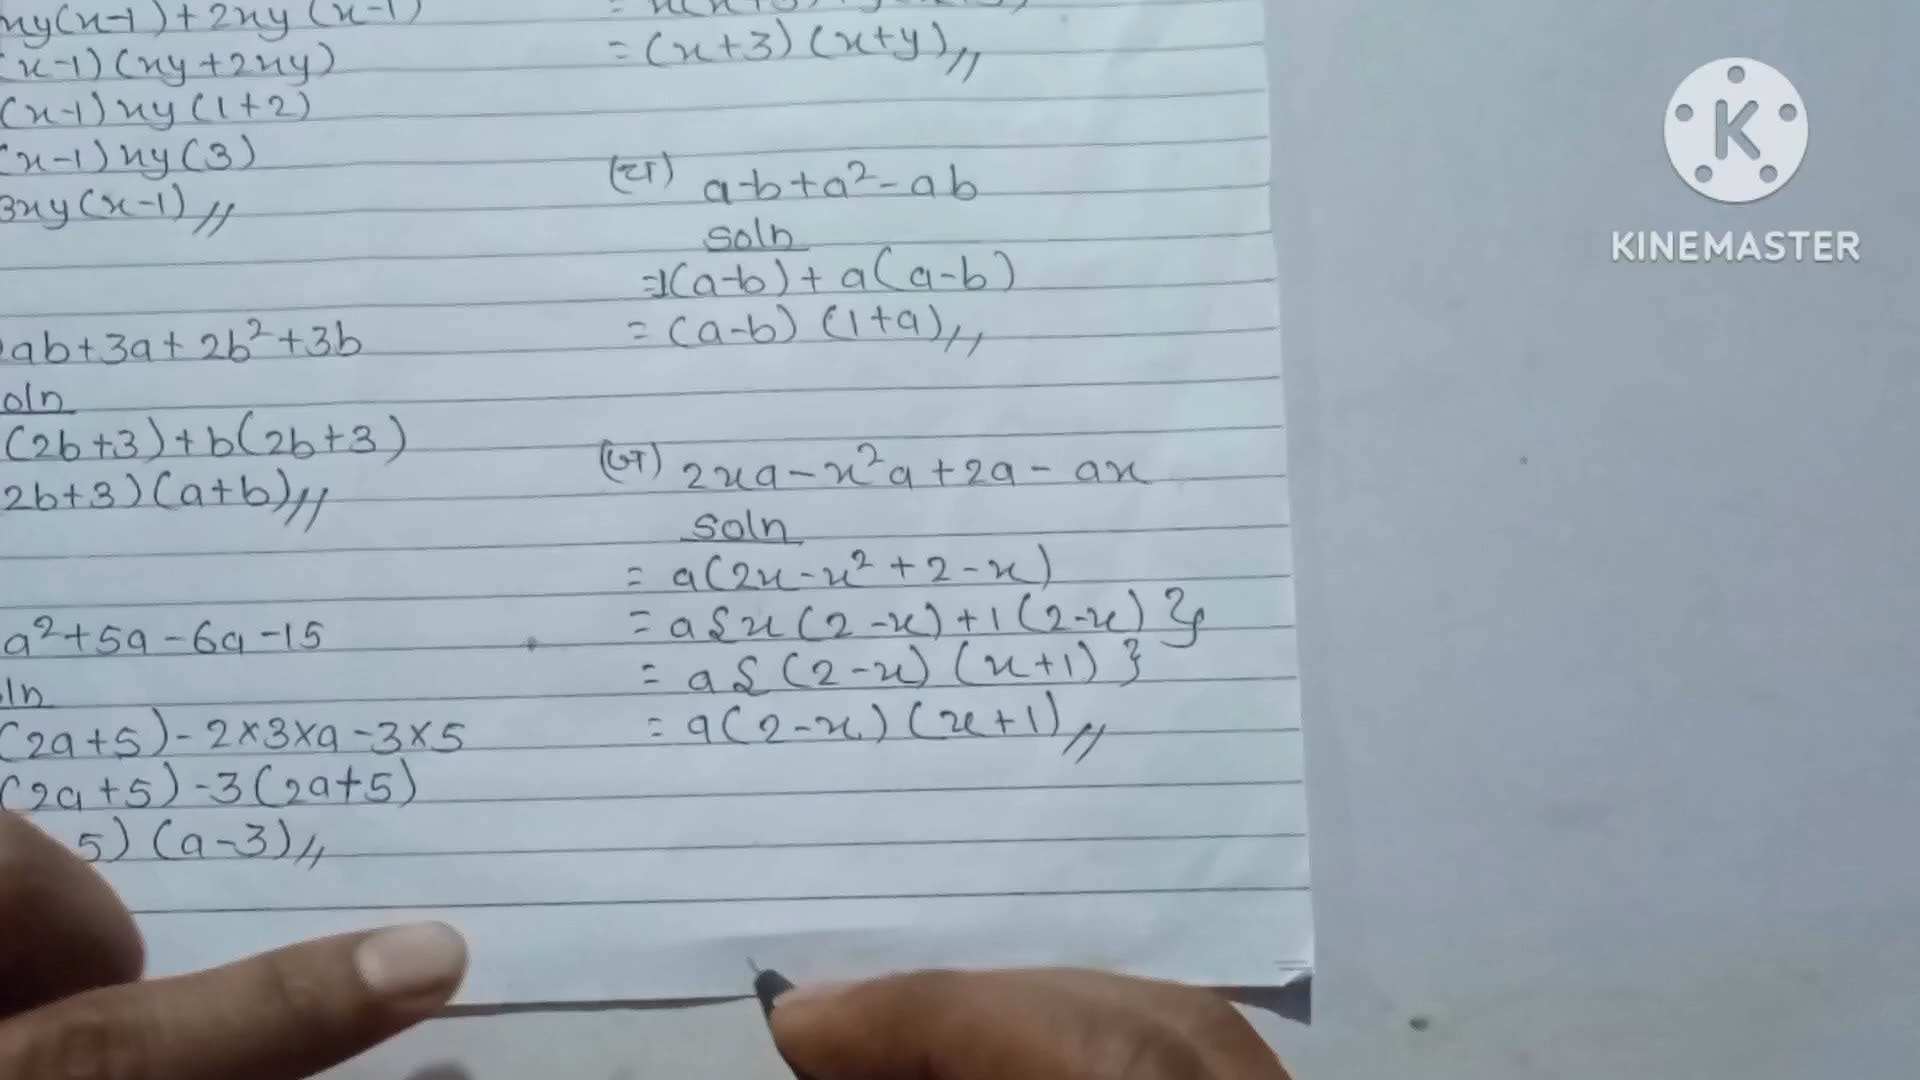 xy(x-1)+2xy(x-1)
(x-1)(xy+2xy)
(x-1)xy(1+2)
(x-1)xy(3)
3xy(x-1)//
ab+3a+2b²+3b
oln
(2b+3)+b(2b+3)
2b+3)(a+b)//
a²+5a-6a-15
ln
(2a+5)-2×3×a-3×5
(2a+5)-3(2a+5)
5)(a-3)//
=(x+3)(x+y)//
a-b+a²-ab
soln
=1(a-b)+a(a-b)
=(a-b)(1+a)//
(ज) 2xa-x²a+2a-ax
soln
=a(2x-x²+2-x)
=a{x(2-x)+1(2-x)}
=a{(2-x)(x+1)}
=a(2-x)(x+1)//
KINEMASTER